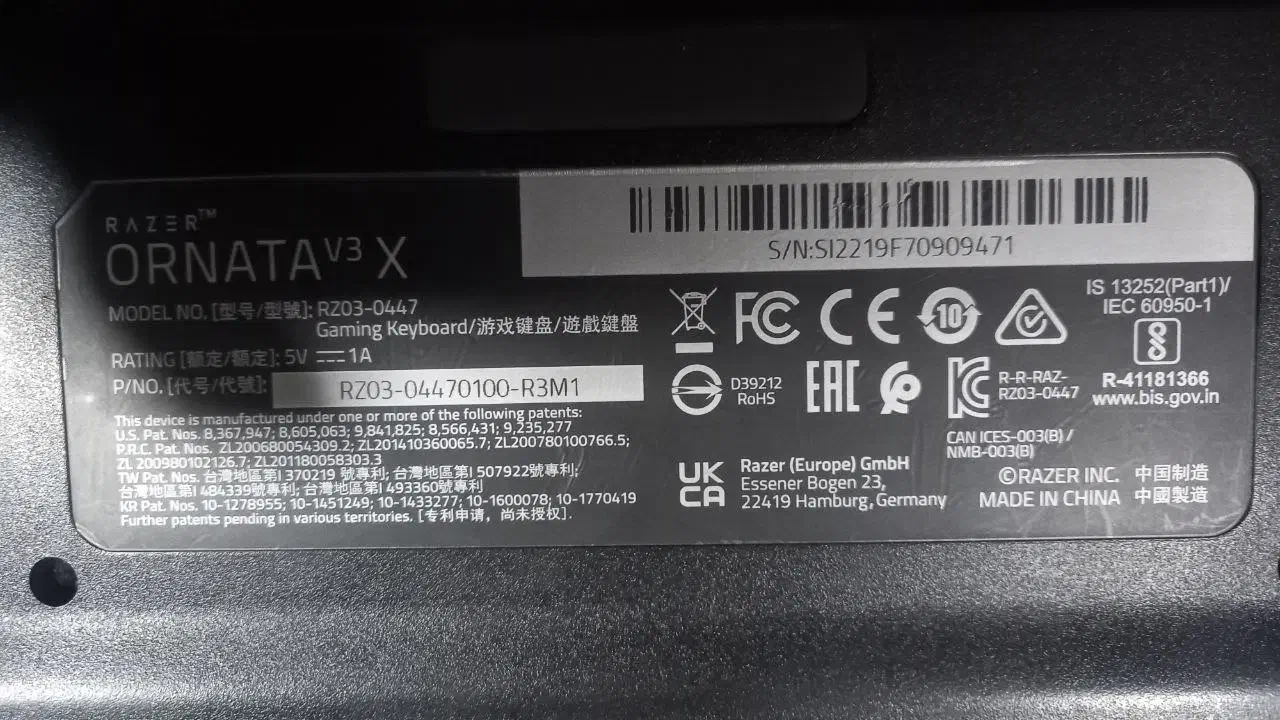 RAZER™
ORNATA V3 X
MODEL NO. [型号/型號]: RZ03-0447
Gaming Keyboard/游戏键盘/遊戲鍵盤
RATING [额定/額定]: 5V ⎓ 1A
P/NO. [代号/代號]: RZ03-04470100-R3M1
This device is manufactured under one or more of the following patents:
U.S. Pat. Nos. 8,367,947; 8,605,063; 9,841,825; 8,566,431; 9,235,277
P.R.C. Pat. Nos. ZL200680054309.2; ZL201410360065.7; ZL200780100766.5;
ZL 200980102126.7; ZL201180058303.3
TW Pat. Nos. 台灣地區第I 370219 號專利; 台灣地區第I 507922號專利;
台灣地區第I 484339號專利; 台灣地區第I 493360號專利
KR Pat. Nos. 10-1278955; 10-1451249; 10-1433277; 10-1600078; 10-1770419
Further patents pending in various territories. [专利申请，尚未授权].
S/N:SI2219F70909471
FC CE 10
IS 13252(Part1)/
IEC 60950-1
R-41181366
www.bis.gov.in
D39212
RoHS
EAC
R-R-RAZ-
RZ03-0447
CAN ICES-003(B) /
NMB-003(B)
UK
CA
Razer (Europe) GmbH
Essener Bogen 23,
22419 Hamburg, Germany
©RAZER INC. 中国制造
MADE IN CHINA 中國製造